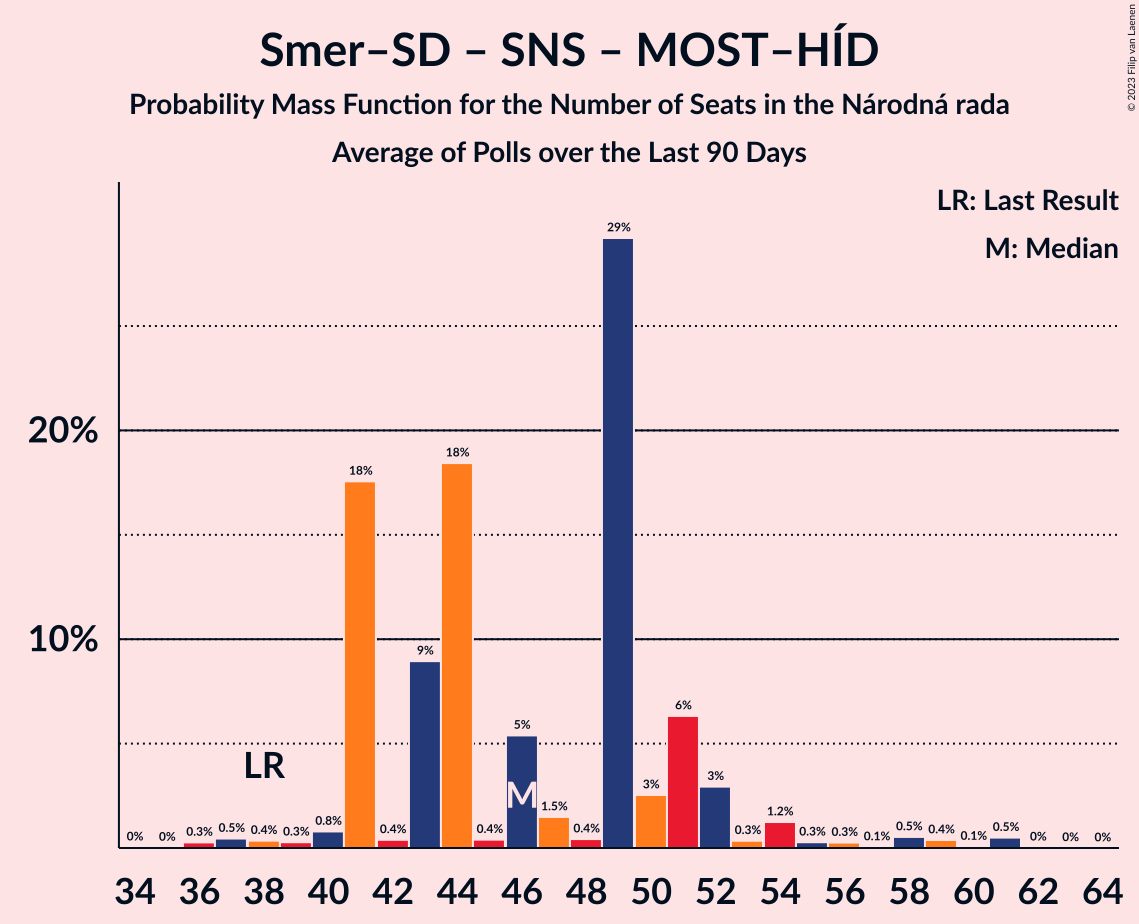 Smer–SD – SNS – MOST–HÍD
Probability Mass Function for the Number of Seats in the Národná rada
Average of Polls over the Last 90 Days
© 2023 Filip van Laenen
LR: Last Result
M: Median
29%
20%
18%
18%
10%
9%
6%
5%
LR
M
3%
3%
1.5%
1.2%
0% 0% 0.3% 0.5% 0.4% 0.3% 0.8% 0.4% 0.4% 0.4% 0.3% 0.3% 0.3% 0.1% 0.5% 0.4% 0.1% 0.5% 0% 0% 0%
34 36 38 40 42 44 46 48 50 52 54 56 58 60 62 64